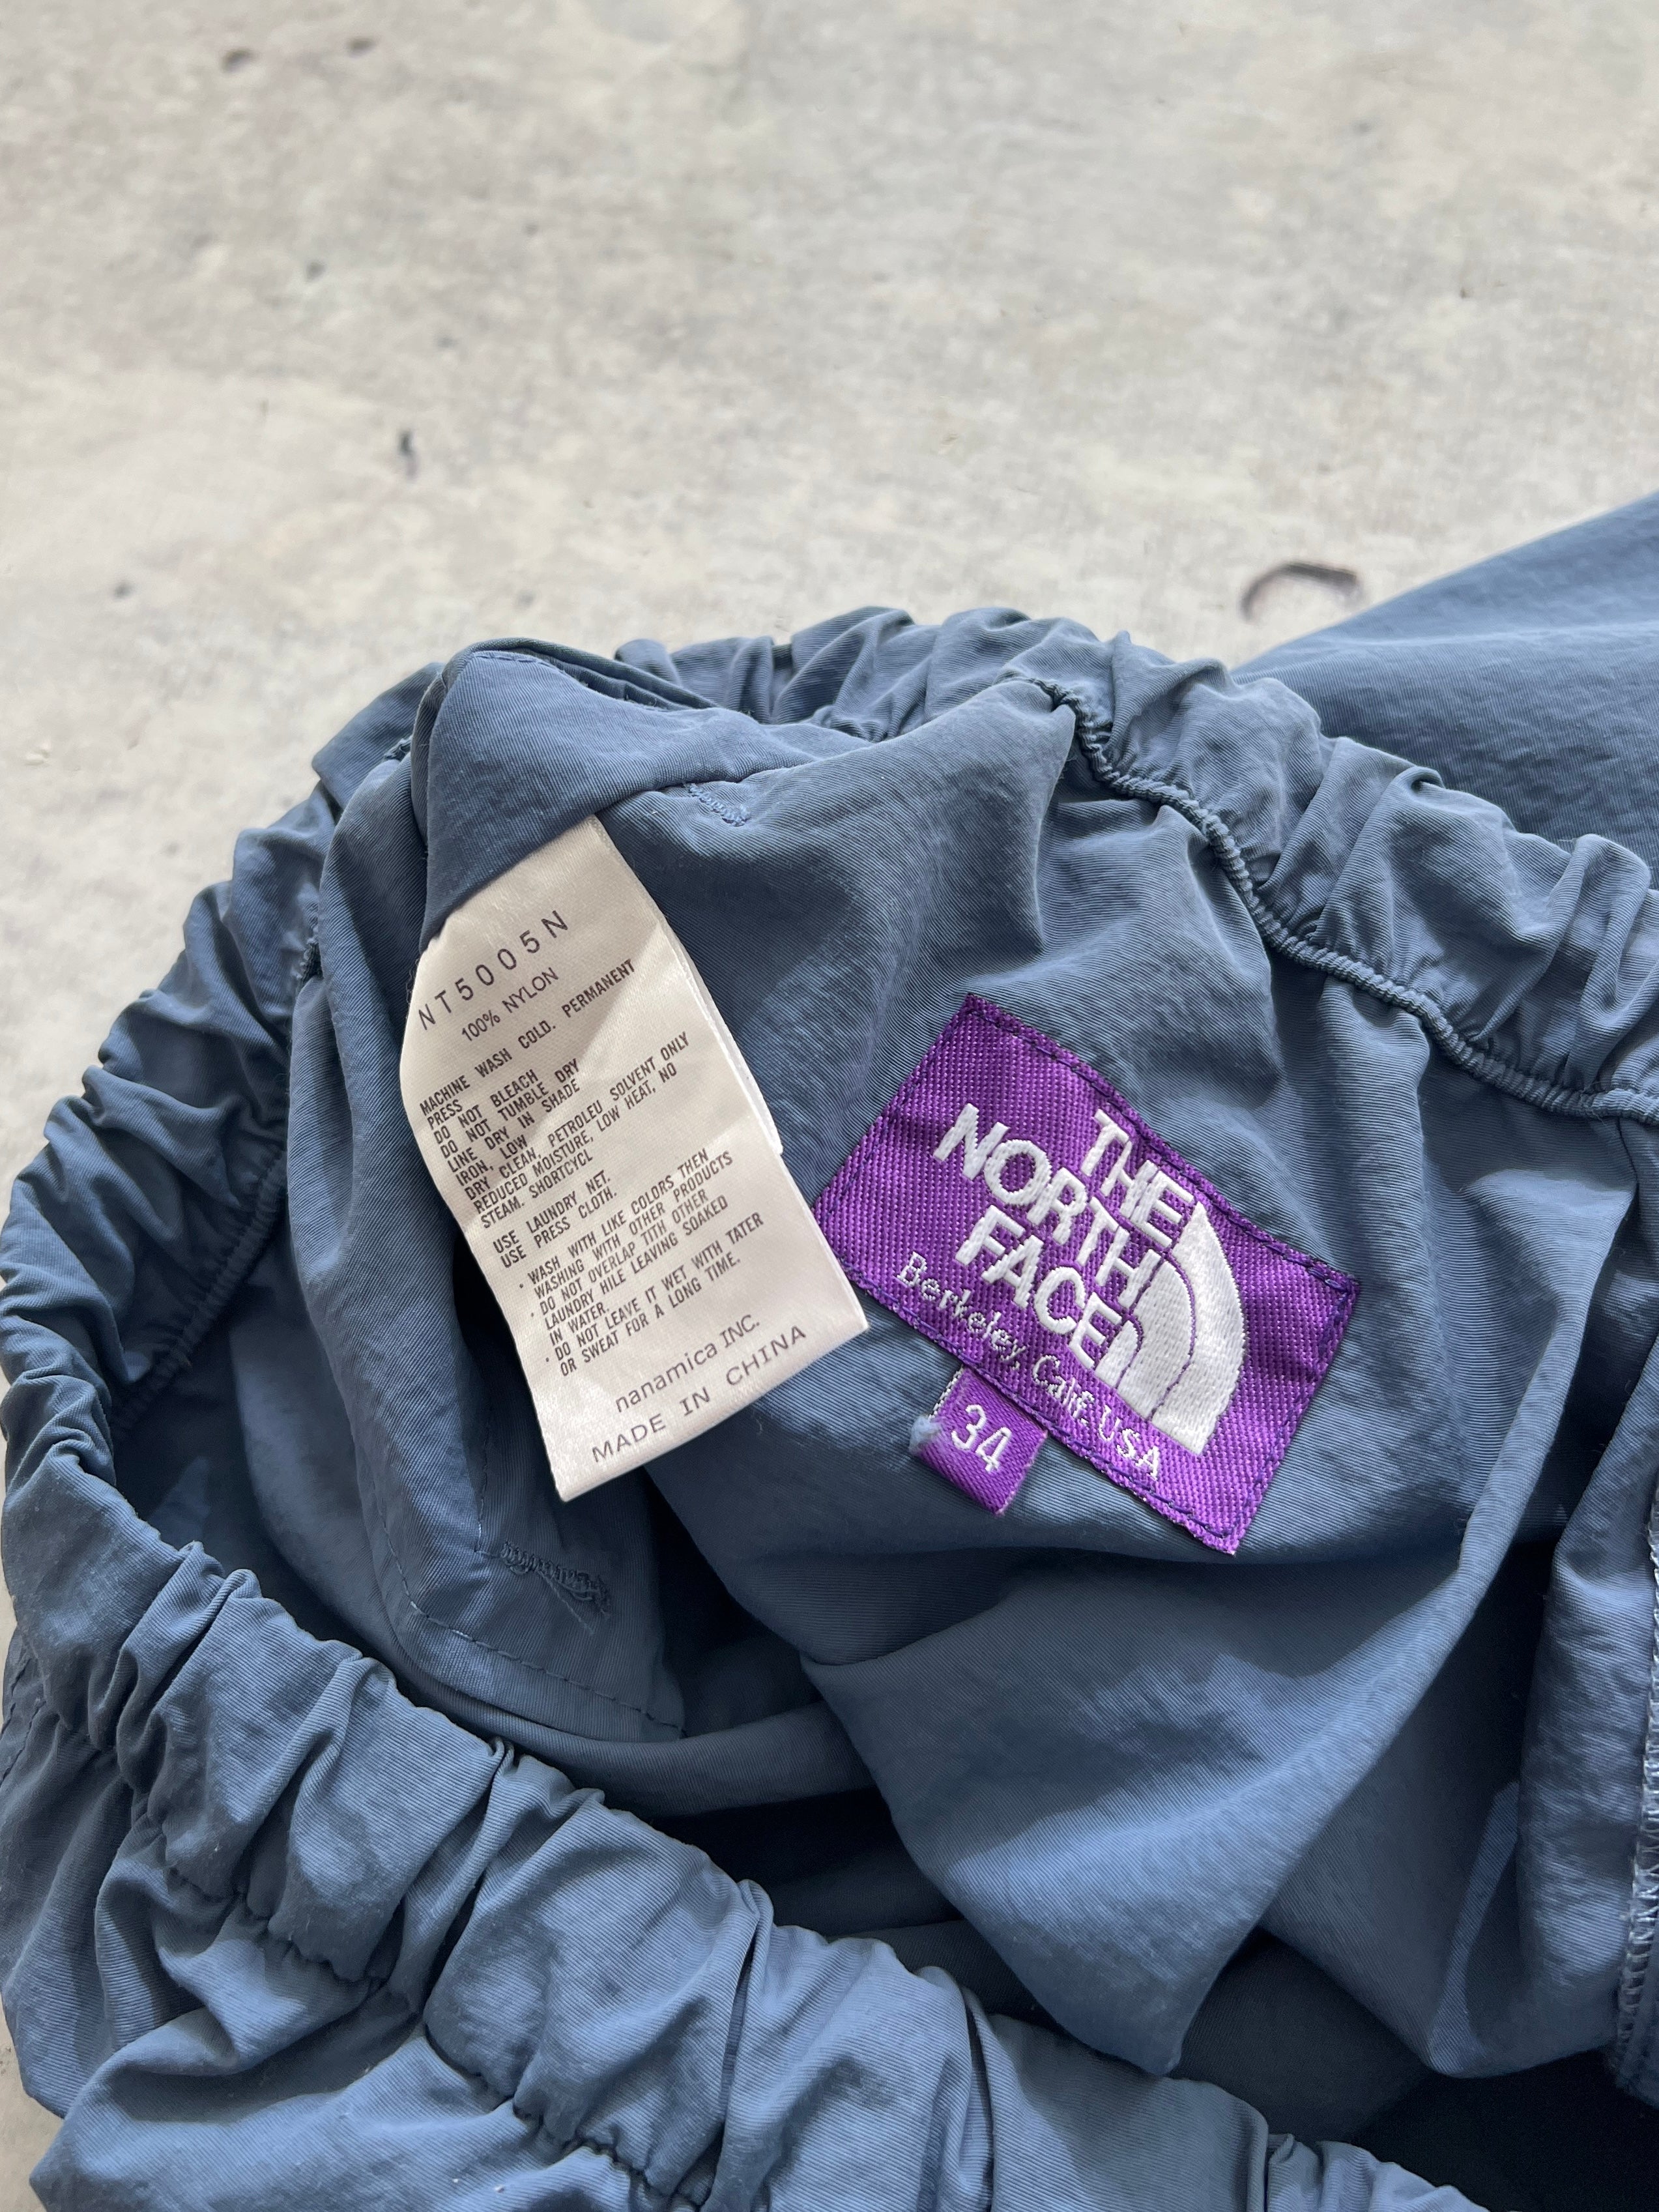 NT5005N
100% NYLON
MACHINE WASH COLD. PERMANENT
PRESS
DO NOT BLEACH
DO NOT TUMBLE DRY
LINE DRY IN SHADE
IRON, LOW
DRY CLEAN, PETROLEU SOLVENT ONLY
REDUCED MOISTURE, LOW HEAT, NO
STEAM. SHORTCYCL
USE LAUNDRY NET.
USE PRESS CLOTH.
・WASH WITH LIKE COLORS THEN
WASHING WITH OTHER PRODUCTS
・DO NOT OVERLAP TITH OTHER
LAUNDRY HILE LEAVING SOAKED
IN WATER.
・DO NOT LEAVE IT WET WITH TATER
OR SWEAT FOR A LONG TIME.
nanamica INC.
MADE IN CHINA
THE
NORTH
FACE
Berkeley, Calif. USA
34